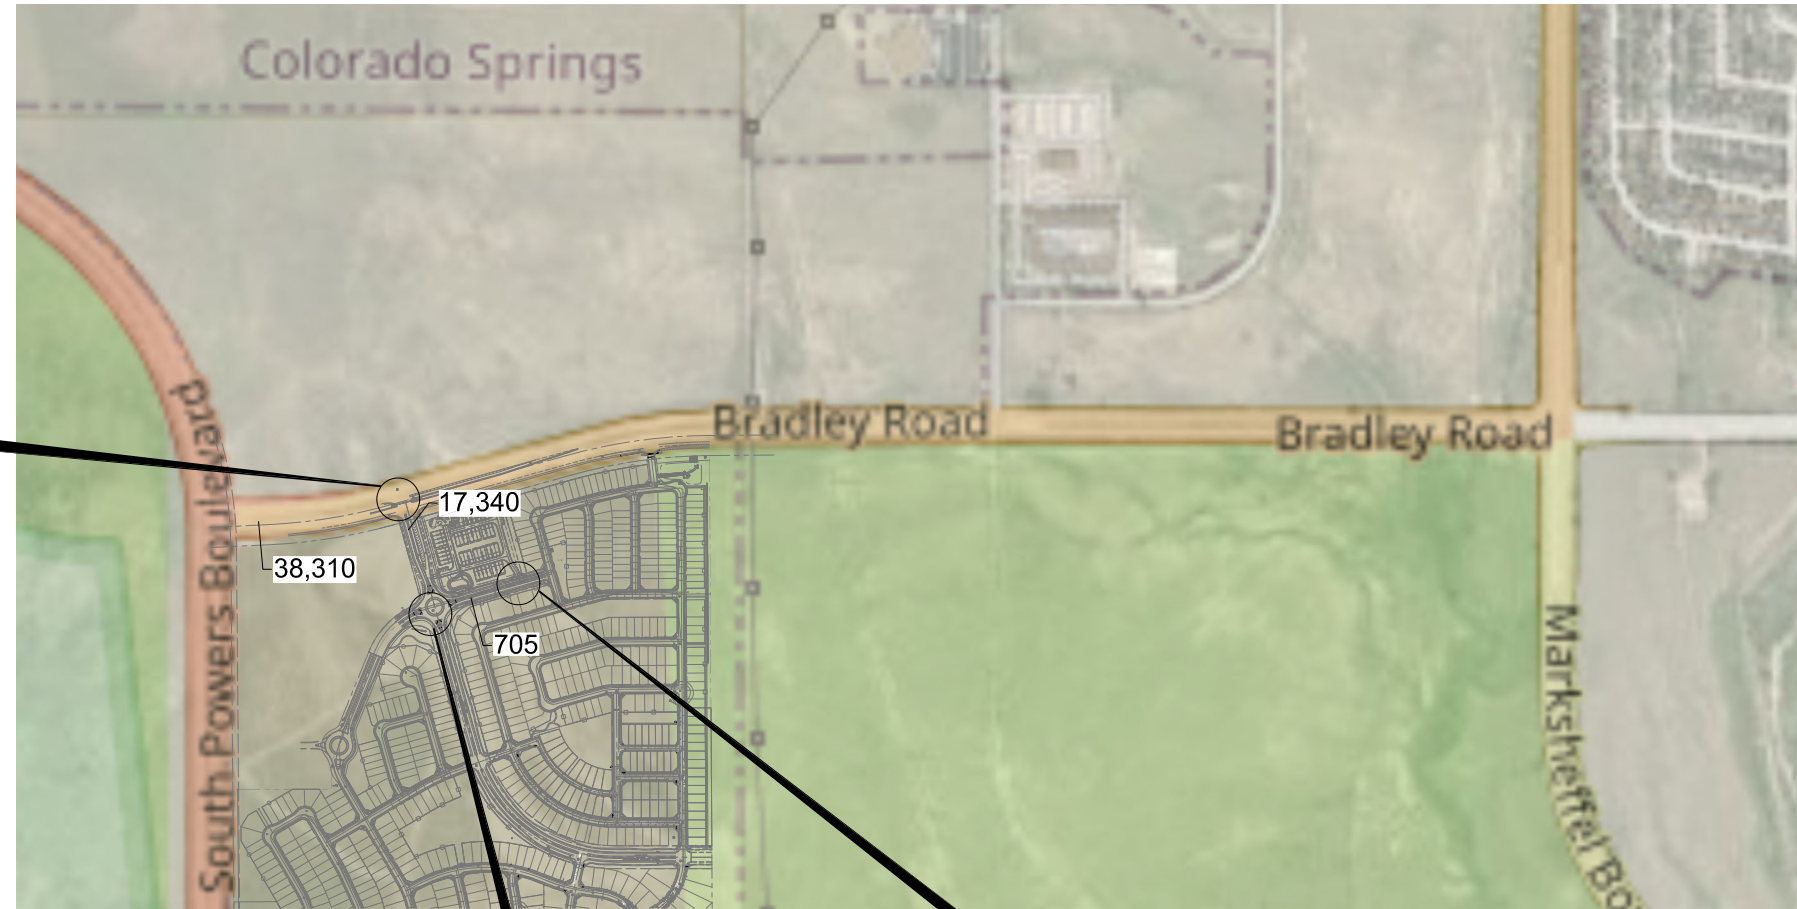 Colorado Springs
South Powers Boulevard
Bradley Road
Bradley Road
17,340
38,310
705
Marksheffel Bo